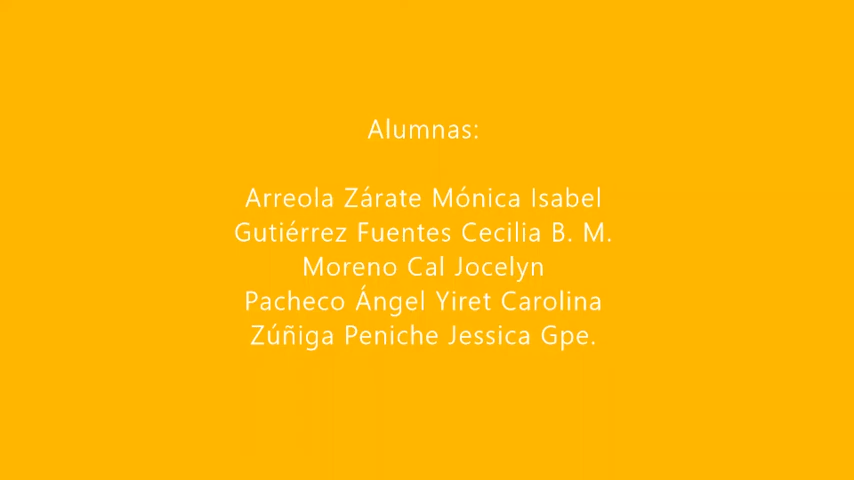 Alumnas:
Arreola Zárate Mónica Isabel
Gutiérrez Fuentes Cecilia B. M.
Moreno Cal Jocelyn
Pacheco Ángel Yiret Carolina
Zúñiga Peniche Jessica Gpe.